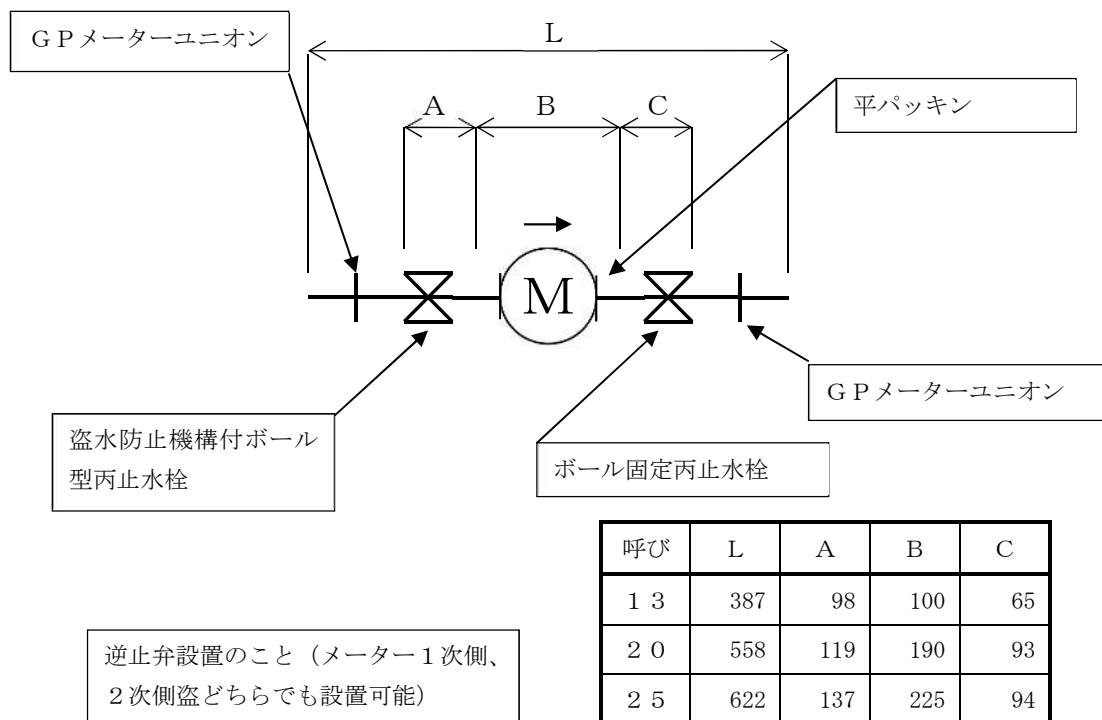 GPメーターユニオン
L
平パッキン
A
B
C
M
GPメーターユニオン
盗水防止機構付ボール
型丙止水栓
ボール固定丙止水栓
呼び L A B C
13 387 98 100 65
20 558 119 190 93
25 622 137 225 94
逆止弁設置のこと（メーター1次側、
2次側盗どちらでも設置可能）